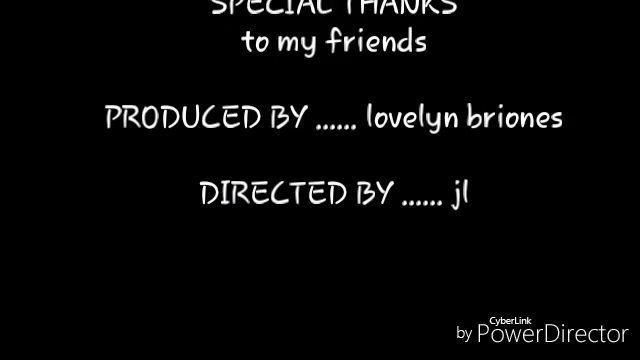 SPECIAL THANKS
to my friends
PRODUCED BY ...... lovelyn briones
DIRECTED BY ...... jl
CyberLink
by PowerDirector